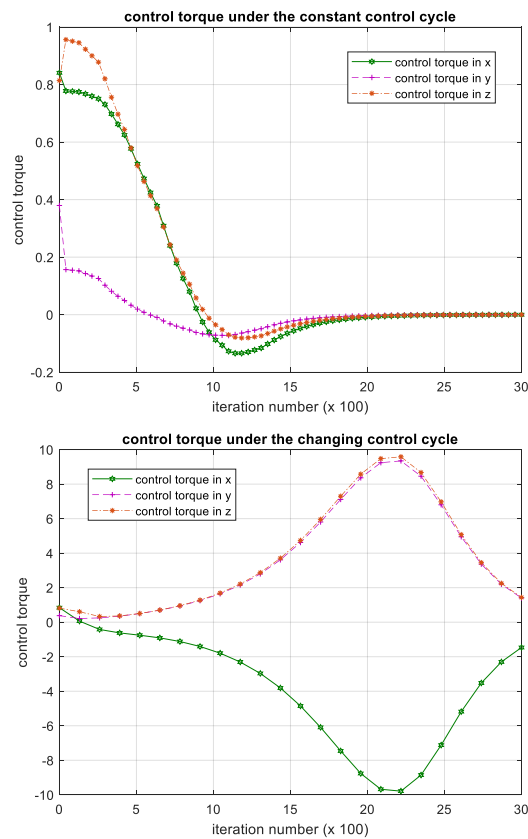 control torque under the constant control cycle
1
0.8
0.6
0.4
0.2
0
-0.2
control torque
control torque in x
control torque in y
control torque in z
0 5 10 15 20 25 30
iteration number (x 100)
control torque under the changing control cycle
10
8
6
4
2
0
-2
-4
-6
-8
-10
control torque
control torque in x
control torque in y
control torque in z
0 5 10 15 20 25 30
iteration number (x 100)